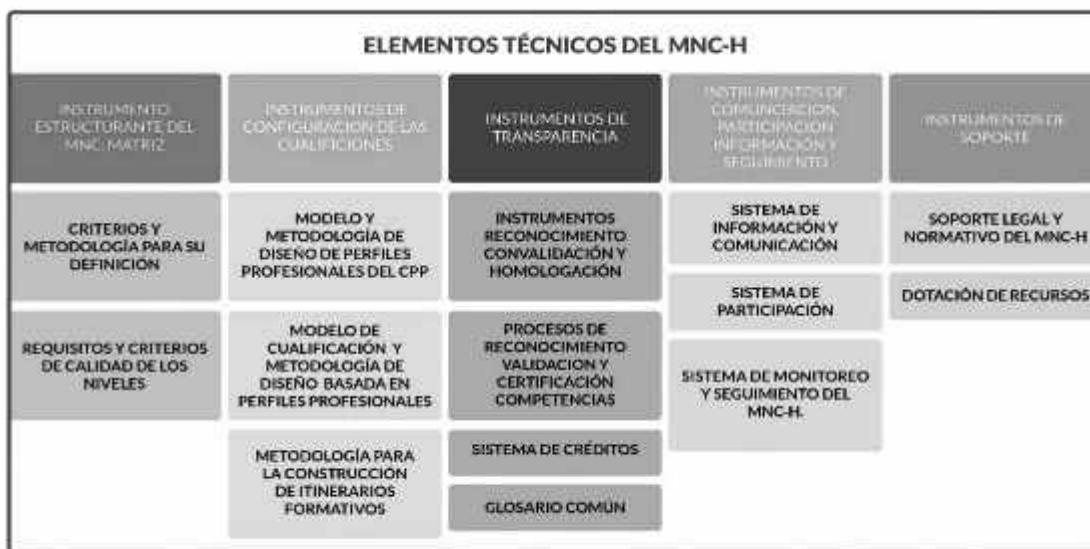 ELEMENTOS TÉCNICOS DEL MNC-H
INSTRUMENTO
ESTRUCTURANTE DEL
MNC: MATRIZ
CRITERIOS Y
METODOLOGÍA PARA SU
DEFINICIÓN
REQUISITOS Y CRITERIOS
DE CALIDAD DE LOS
NIVELES
INSTRUMENTOS DE
CONFIGURACION DE LAS
CUALIFICIONES
MODELO Y
METODOLOGÍA DE
DISEÑO DE PERFILES
PROFESIONALES DEL CPP
MODELO DE
CUALIFICACIÓN Y
METODOLOGÍA DE
DISEÑO BASADA EN
PERFILES PROFESIONALES
METODOLOGÍA PARA
LA CONSTRUCCIÓN
DE ITINERARIOS
FORMATIVOS
INSTRUMENTOS DE
TRANSPARENCIA
INSTRUMENTOS
RECONOCIMIENTO
CONVALIDACIÓN Y
HOMOLOGACIÓN
PROCESOS DE
RECONOCIMIENTO
VALIDACION Y
CERTIFICACIÓN
COMPETENCIAS
SISTEMA DE CRÉDITOS
GLOSARIO COMÚN
INSTRUMENTOS DE
COMUNCIACION,
PARTICIPACION
INFORMACIÓN Y
SEGUIMIENTO
SISTEMA DE
INFORMACIÓN Y
COMUNICACIÓN
SISTEMA DE
PARTICIPACIÓN
SISTEMA DE MONITOREO
Y SEGUIMIENTO DEL
MNC-H.
INSTRUMENTOS DE
SOPORTE
SOPORTE LEGAL Y
NORMATIVO DEL MNC-H
DOTACIÓN DE RECURSOS